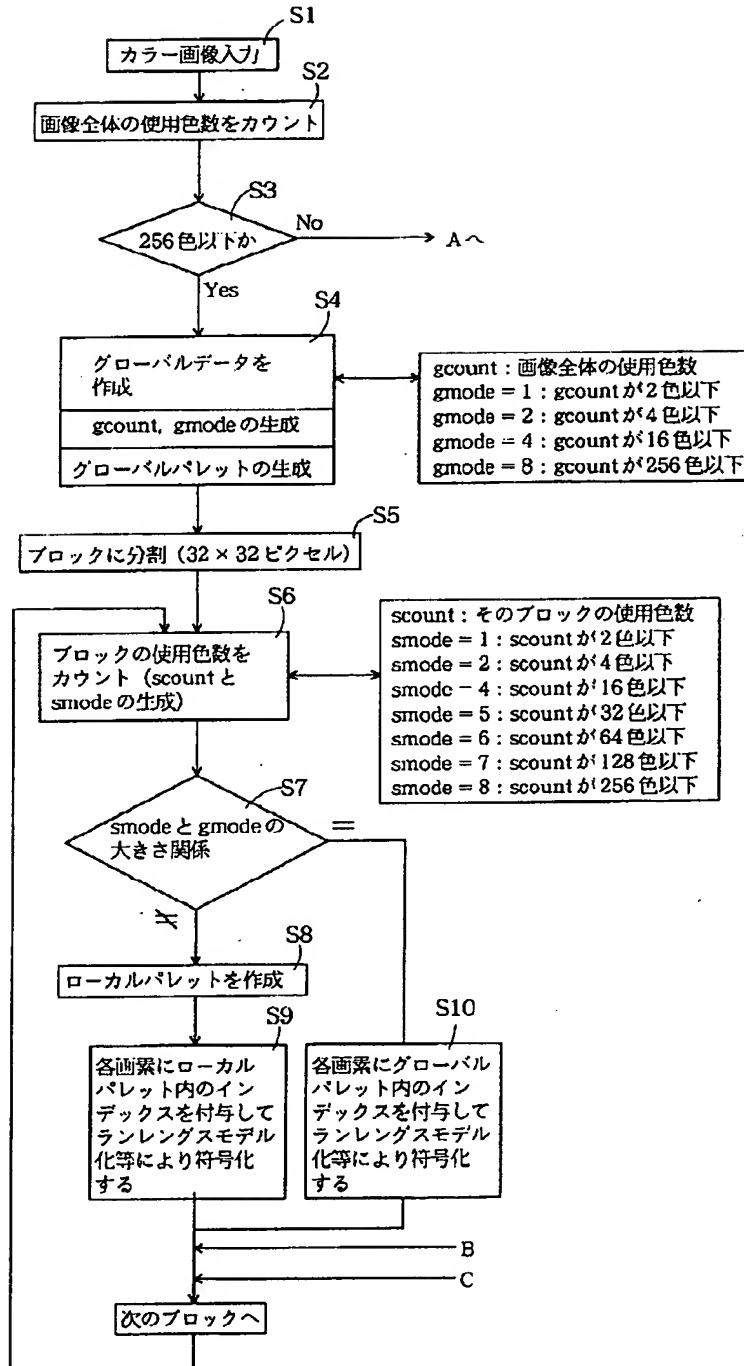 S1
カラー画像入力
S2
画像全体の使用色数をカウント
S3
256色以下か
No
Aへ
Yes
S4
グローバルデータを
作成
gcount, gmodeの生成
グローバルパレットの生成
gcount：画像全体の使用色数
gmode = 1：gcountが2色以下
gmode = 2：gcountが4色以下
gmode = 4：gcountが16色以下
gmode = 8：gcountが256色以下
S5
ブロックに分割（32 × 32 ピクセル）
S6
ブロックの使用色数を
カウント（scountと
smodeの生成）
scount：そのブロックの使用色数
smode = 1：scountが2色以下
smode = 2：scountが4色以下
smode = 4：scountが16色以下
smode = 5：scountが32色以下
smode = 6：scountが64色以下
smode = 7：scountが128色以下
smode = 8：scountが256色以下
S7
smodeとgmodeの
大きさ関係
=
≠
S8
ローカルパレットを作成
S9
各画素にローカル
パレット内のイン
デックスを付与して
ランレングスモデル
化等により符号化
する
S10
各画素にグローバル
パレット内のイン
デックスを付与して
ランレングスモデル
化等により符号化
する
B
C
次のブロックへ